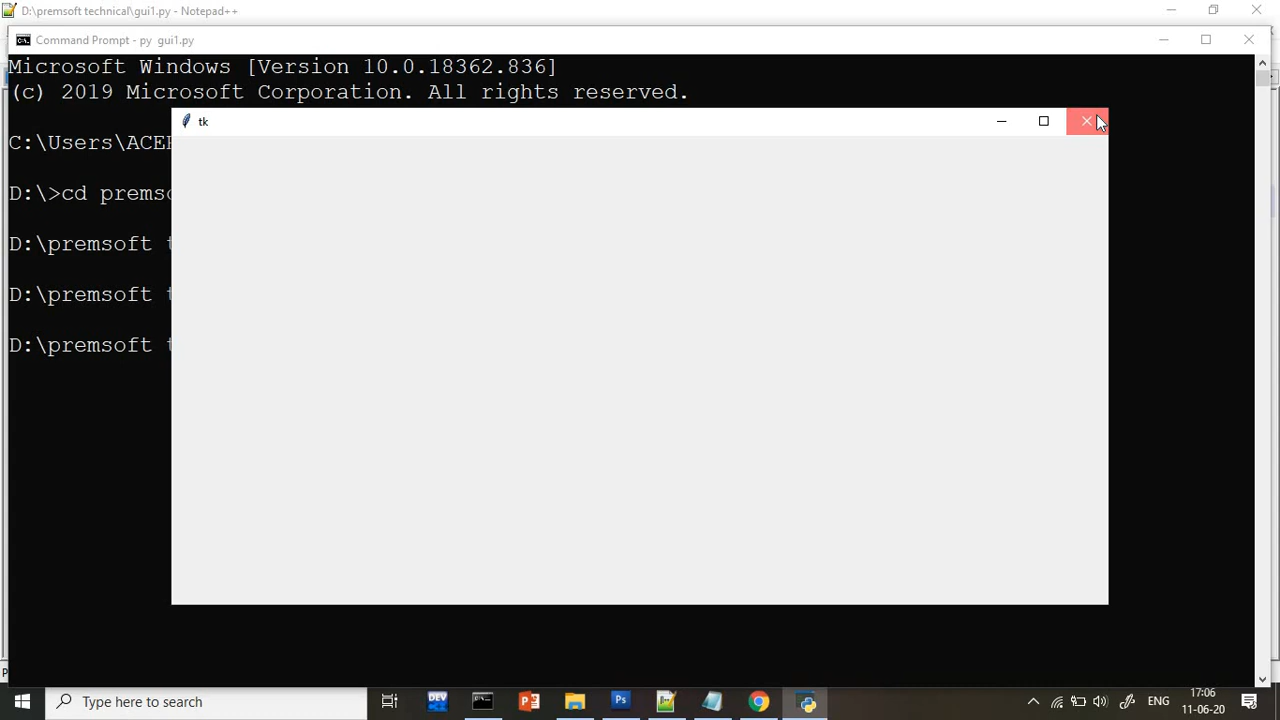 D:\premsoft technical\gui1.py - Notepad++
Command Prompt - py gui1.py
Microsoft Windows [Version 10.0.18362.836]
(c) 2019 Microsoft Corporation. All rights reserved.
tk
C:\Users\ACE
D:\>cd premso
D:\premsoft t
D:\premsoft t
D:\premsoft t
Type here to search
DEV
Ps
ENG
17:06
11-06-20